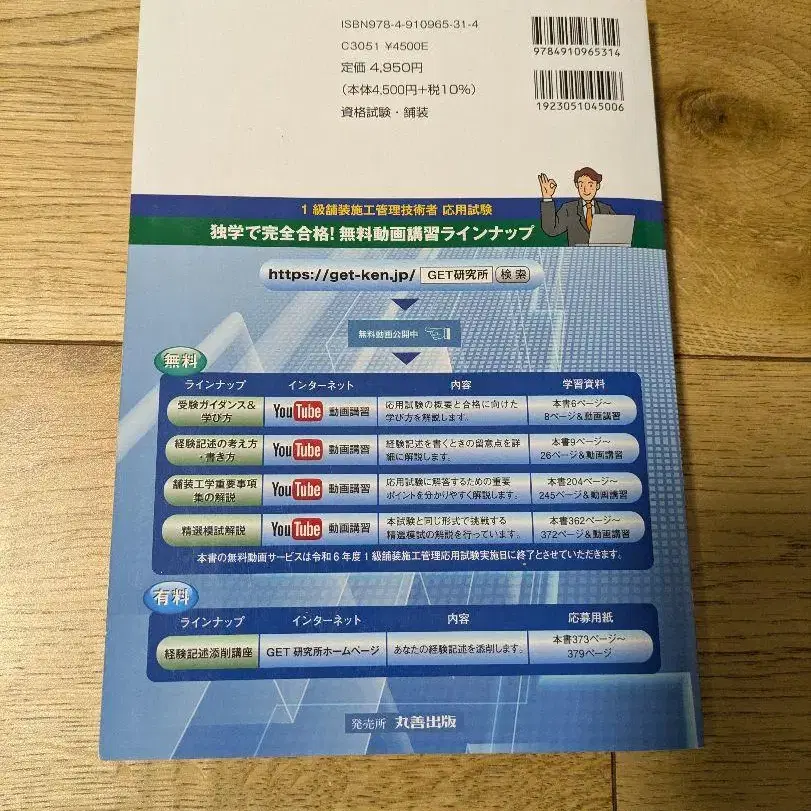 ISBN978-4-910965-31-4
C3051 ¥4500E
定価 4,950円
(本体4,500円+税10%)
資格試験・舗装
9784910965314
1923051045006
1級舗装施工管理技術者 応用試験
独学で完全合格!無料動画講習ラインナップ
https://get-ken.jp/ GET研究所 検索
無料動画公開中
無料
ラインナップ インターネット 内容 学習資料
受験ガイダンス&
学び方
YouTube 動画講習
応用試験の概要と合格に向けた
学び方を解説します。
本書6ページ〜
8ページ&動画講習
経験記述の考え方
・書き方
YouTube 動画講習
経験記述を書くときの留意点を詳
細に解説します。
本書9ページ〜
26ページ&動画講習
舗装工学重要事項
集の解説
YouTube 動画講習
応用試験に解答するための重要
ポイントを分かりやすく解説します。
本書204ページ〜
245ページ&動画講習
精選模試解説
YouTube 動画講習
本試験と同じ形式で挑戦する
精選模試の解説を行っています。
本書362ページ〜
372ページ&動画講習
本書の無料動画サービスは令和6年度1級舗装施工管理応用試験実施日に終了とさせていただきます。
有料
ラインナップ インターネット 内容 応募用紙
経験記述添削講座
GET 研究所ホームページ
あなたの経験記述を添削します。
本書373ページ〜
379ページ
発売所 丸善出版